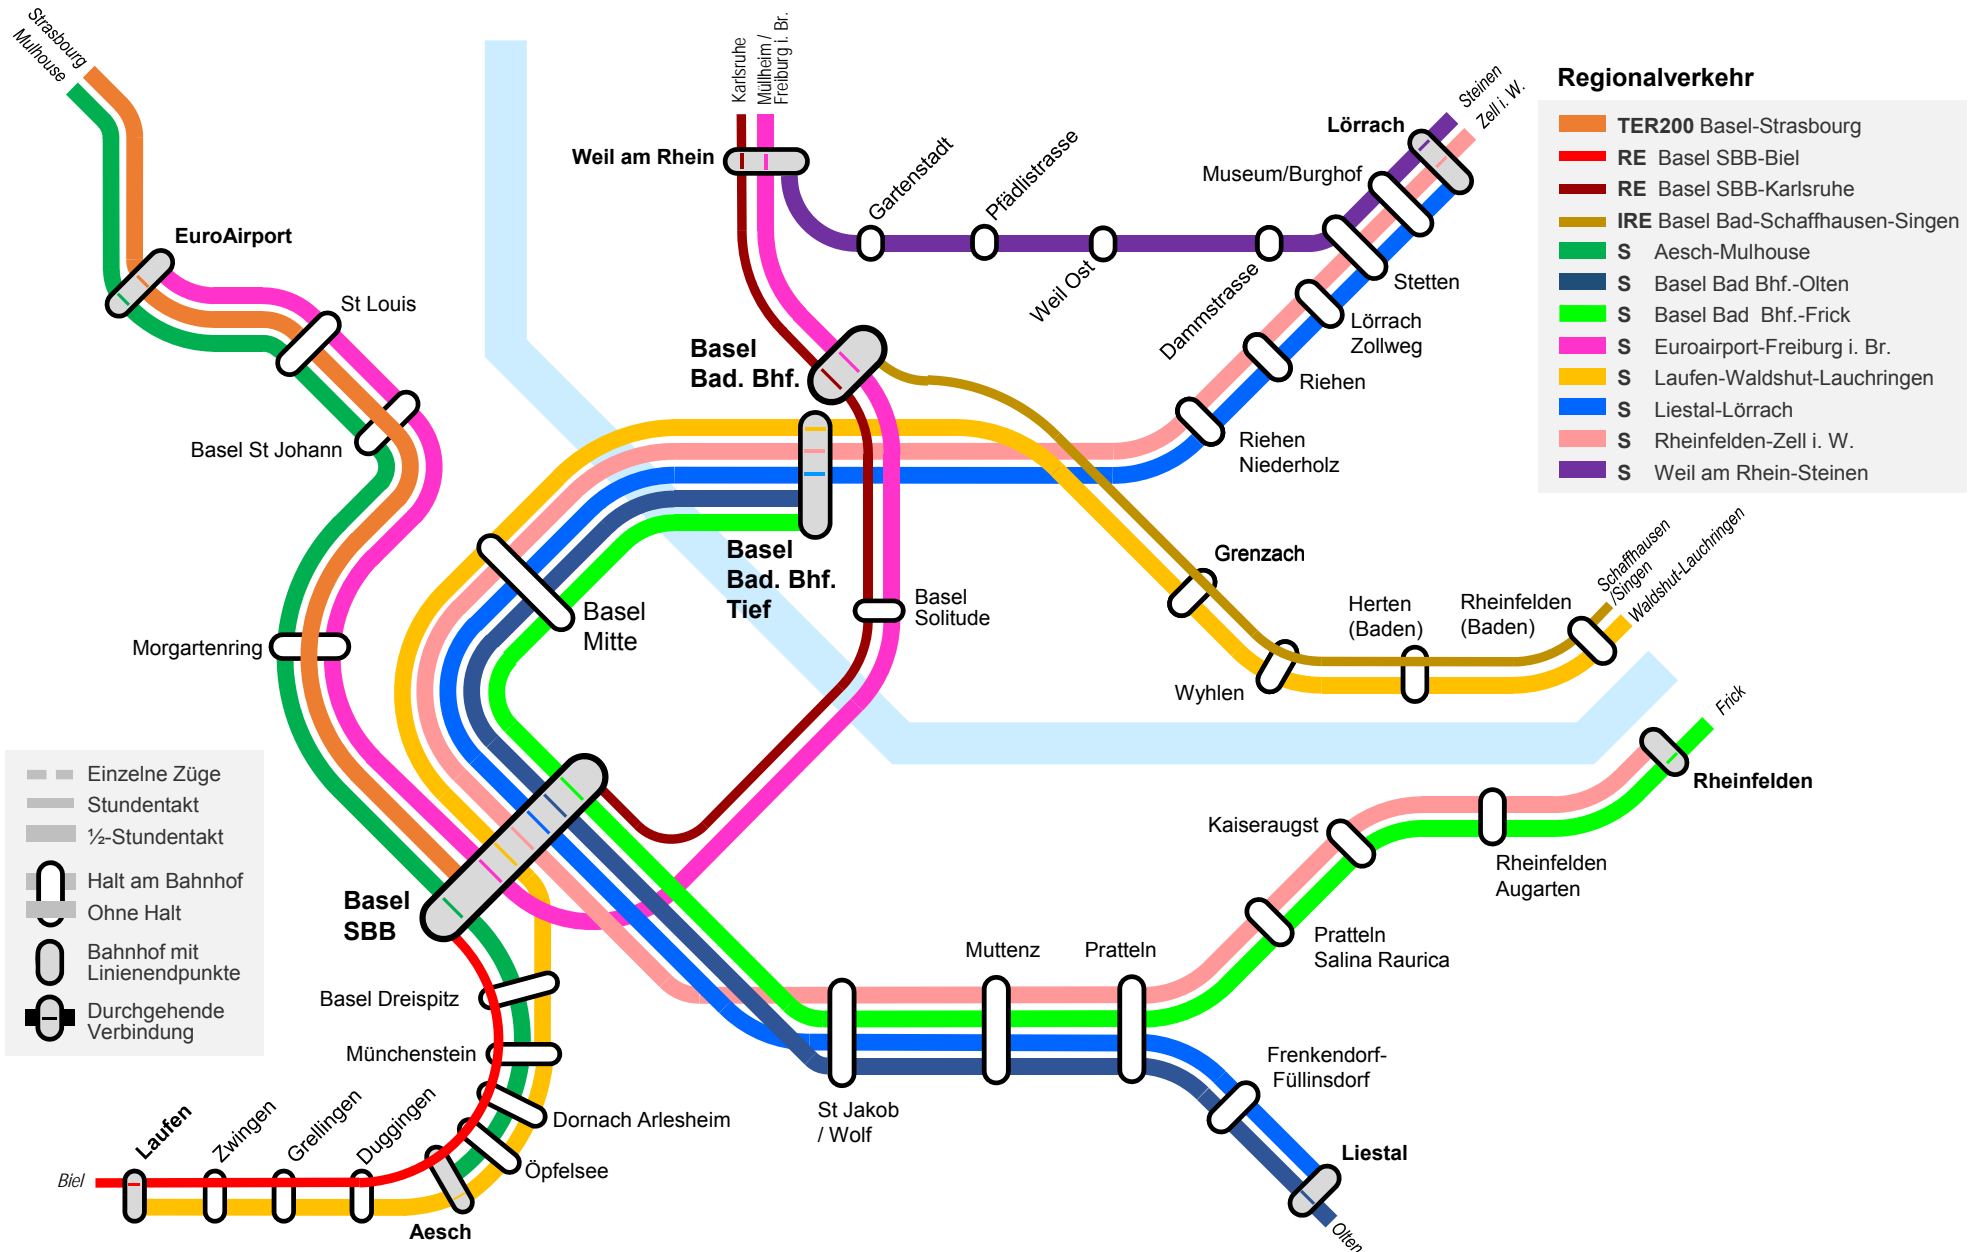 Strasbourg
Mulhouse
EuroAirport
St Louis
Basel St Johann
Morgartenring
Karlsruhe
Müllheim /
Freiburg i. Br.
Weil am Rhein
Gartenstadt
Pfädlistrasse
Weil Ost
Dammstrasse
Lörrach
Museum/Burghof
Steinen
Zell i. W.
Stetten
Lörrach
Zollweg
Riehen
Riehen
Niederholz
Basel
Bad. Bhf.
Basel
Bad. Bhf.
Tief
Basel
Mitte
Basel
Solitude
Grenzach
Wyhlen
Herten
(Baden)
Rheinfelden
(Baden)
Schaffhausen
/Singen
Waldshut-Lauchringen
Frick
Rheinfelden
Kaiseraugst
Rheinfelden
Augarten
Pratteln
Salina Raurica
Muttenz
Pratteln
St Jakob
/ Wolf
Frenkendorf-
Füllinsdorf
Liestal
Olten
Basel
SBB
Basel Dreispitz
Münchenstein
Dornach Arlesheim
Öpfelsee
Aesch
Duggingen
Grellingen
Zwingen
Laufen
Biel
Regionalverkehr
TER200 Basel-Strasbourg
RE Basel SBB-Biel
RE Basel SBB-Karlsruhe
IRE Basel Bad-Schaffhausen-Singen
S Aesch-Mulhouse
S Basel Bad Bhf.-Olten
S Basel Bad Bhf.-Frick
S Euroairport-Freiburg i. Br.
S Laufen-Waldshut-Lauchringen
S Liestal-Lörrach
S Rheinfelden-Zell i. W.
S Weil am Rhein-Steinen
Einzelne Züge
Stundentakt
½-Stundentakt
Halt am Bahnhof
Ohne Halt
Bahnhof mit
Linienendpunkte
Durchgehende
Verbindung